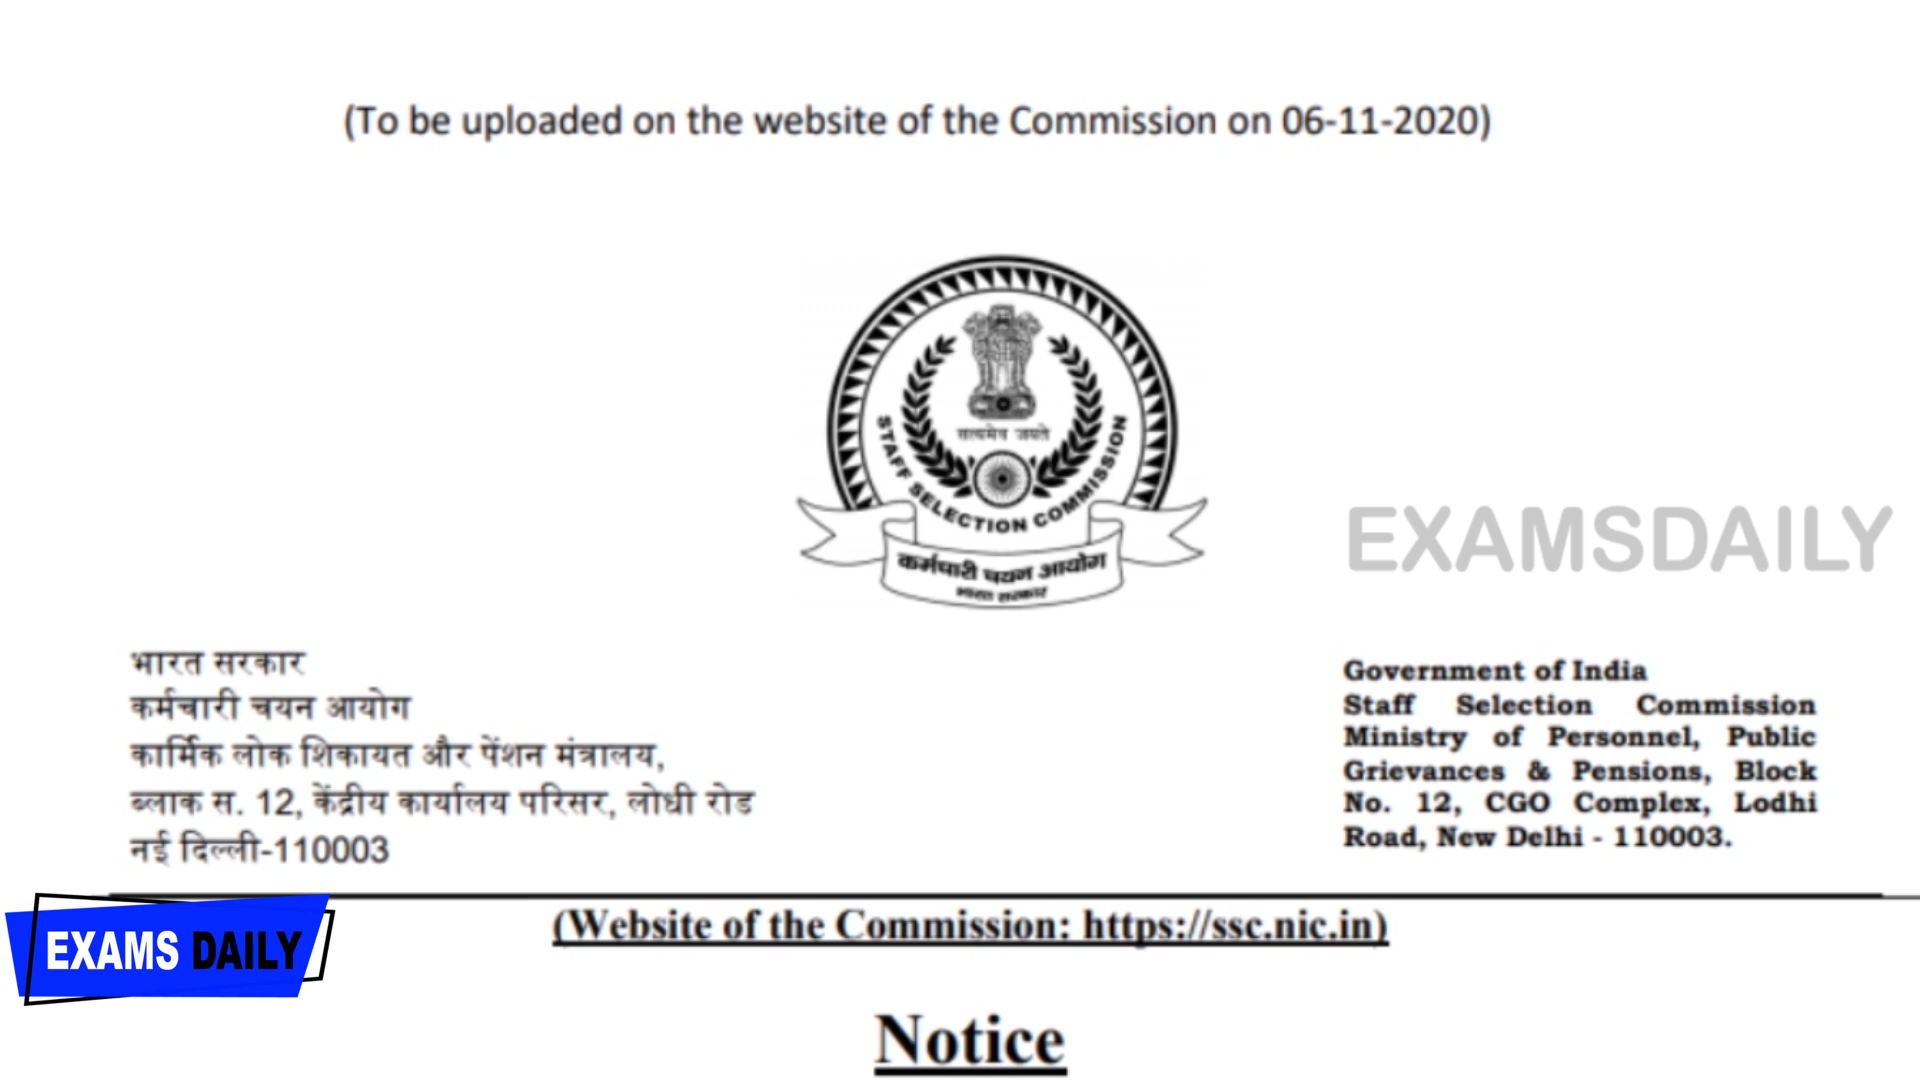 (To be uploaded on the website of the Commission on 06-11-2020)
सत्यमेव जयते
STAFF SELECTION COMMISSION
कर्मचारी चयन आयोग
भारत सरकार
EXAMSDAILY
भारत सरकार
कर्मचारी चयन आयोग
कार्मिक लोक शिकायत और पेंशन मंत्रालय,
ब्लाक स. 12, केंद्रीय कार्यालय परिसर, लोधी रोड
नई दिल्ली-110003
Government of India
Staff Selection Commission
Ministry of Personnel, Public
Grievances & Pensions, Block
No. 12, CGO Complex, Lodhi
Road, New Delhi - 110003.
(Website of the Commission: https://ssc.nic.in)
EXAMS DAILY
Notice